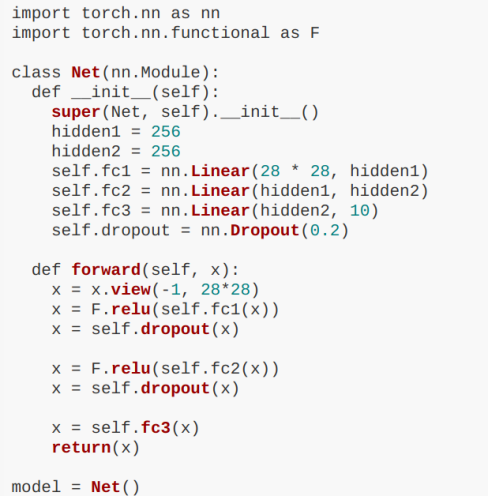 import torch.nn as nn
import torch.nn.functional as F

class Net(nn.Module):
  def __init__(self):
    super(Net, self).__init__()
    hidden1 = 256
    hidden2 = 256
    self.fc1 = nn.Linear(28 * 28, hidden1)
    self.fc2 = nn.Linear(hidden1, hidden2)
    self.fc3 = nn.Linear(hidden2, 10)
    self.dropout = nn.Dropout(0.2)

  def forward(self, x):
    x = x.view(-1, 28*28)
    x = F.relu(self.fc1(x))
    x = self.dropout(x)

    x = F.relu(self.fc2(x))
    x = self.dropout(x)

    x = self.fc3(x)
    return(x)

model = Net()